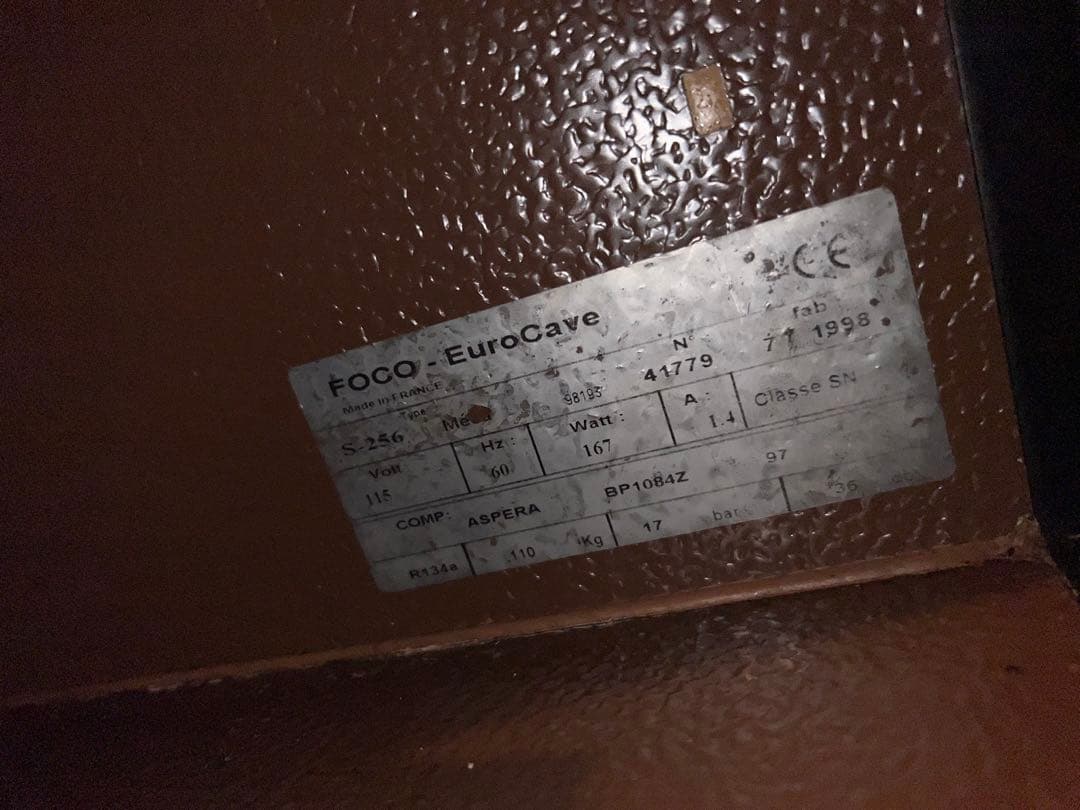 FOCO - EuroCave CE
Made in FRANCE N° fab
Type 98193 41779 1998
S-256
Volt Hz : Watt : A : Classe SN
115 60 167 1.4
COMP: ASPERA BP1084Z 97
R134a .110 Kg 17 bars 36